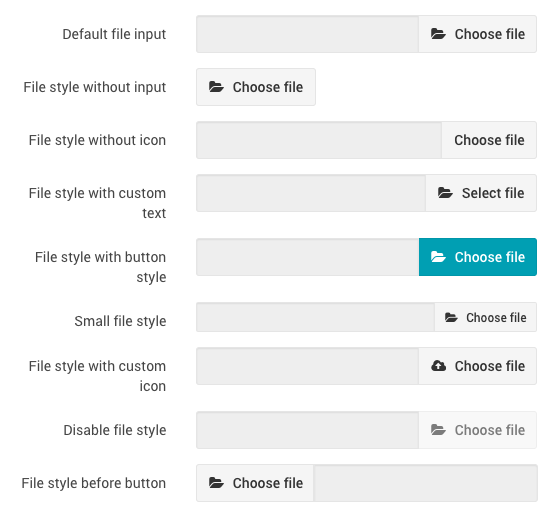 Default file input
Choose file
File style without input
Choose file
File style without icon
Choose file
File style with custom
text
Select file
File style with button
style
Choose file
Small file style
Choose file
File style with custom
icon
Choose file
Disable file style
Choose file
File style before button
Choose file